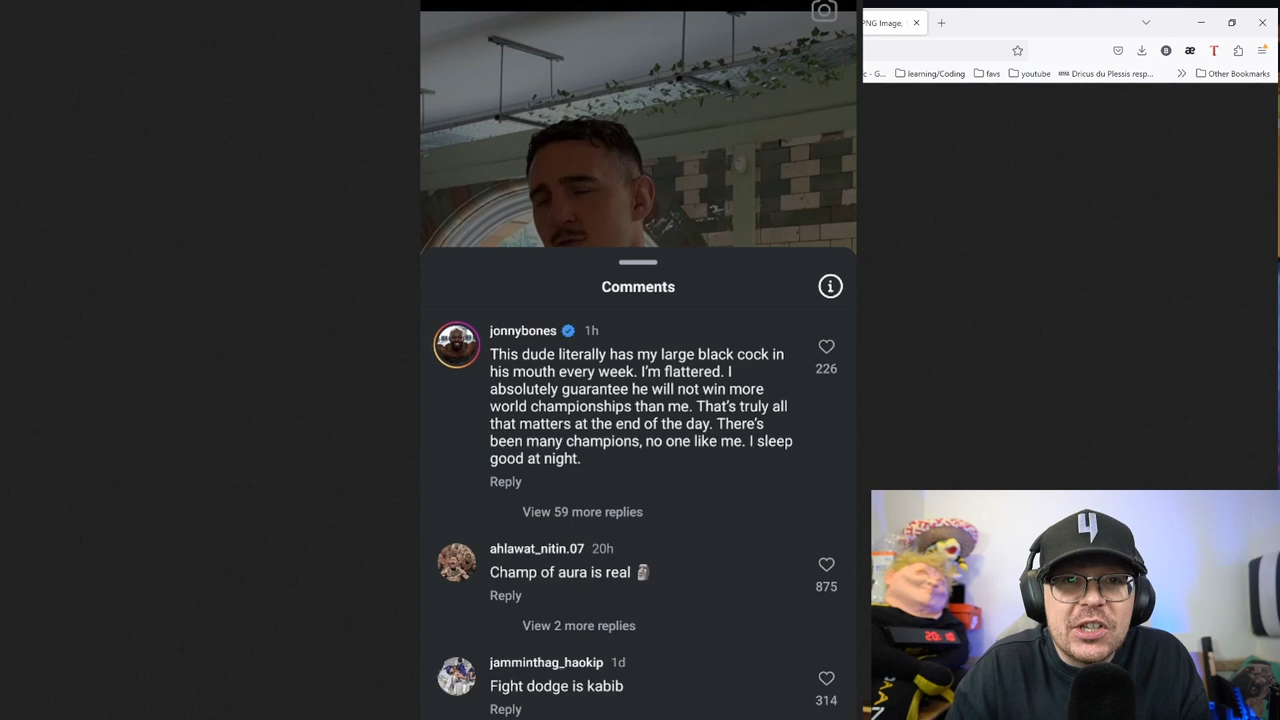 PNG Image,
c - G...
learning/Coding
favs
youtube
Dricus du Plessis resp...
Other Bookmarks
Comments
jonnybones 1h
This dude literally has my large black cock in
his mouth every week. I'm flattered. I
absolutely guarantee he will not win more
world championships than me. That's truly all
that matters at the end of the day. There's
been many champions, no one like me. I sleep
good at night.
226
Reply
View 59 more replies
ahlawat_nitin.07 20h
Champ of aura is real
875
Reply
View 2 more replies
jamminthag_haokip 1d
Fight dodge is kabib
314
Reply